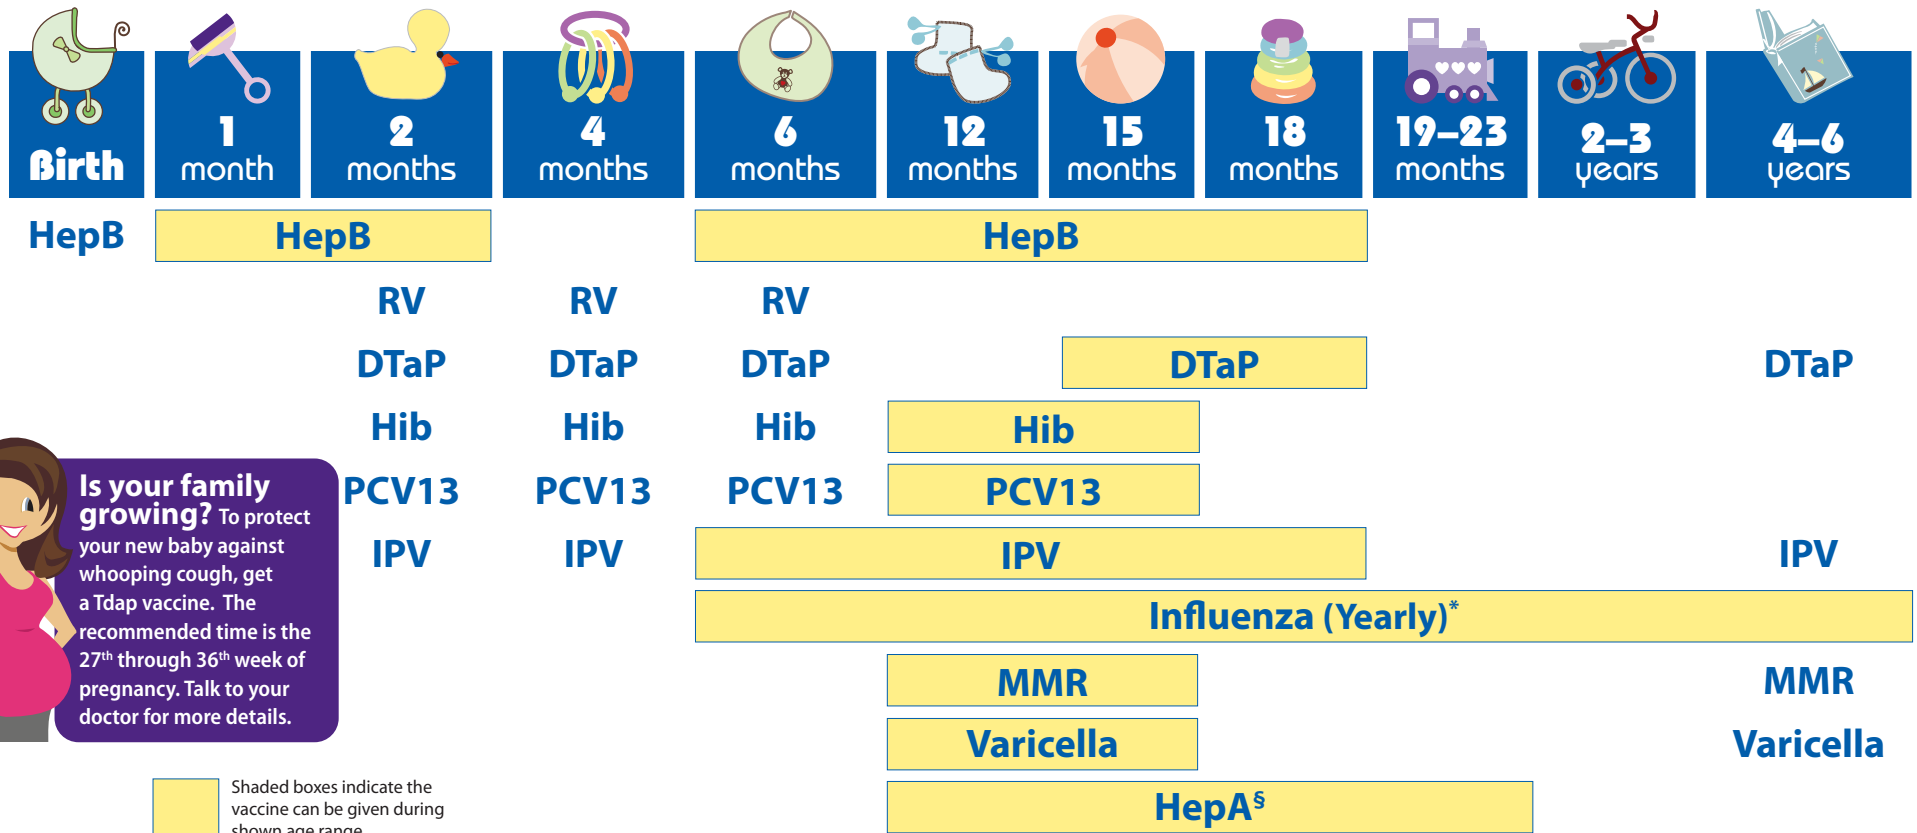 Birth
1
month
2
months
4
months
6
months
12
months
15
months
18
months
19–23
months
2–3
years
4–6
years
HepB HepB HepB
RV RV RV
DTaP DTaP DTaP DTaP DTaP
Hib Hib Hib Hib
PCV13 PCV13 PCV13 PCV13
IPV IPV IPV IPV
Influenza (Yearly)*
MMR MMR
Varicella Varicella
HepA§
Is your family
growing? To protect
your new baby against
whooping cough, get
a Tdap vaccine. The
recommended time is the
27th through 36th week of
pregnancy. Talk to your
doctor for more details.
Shaded boxes indicate the
vaccine can be given during
shown age range.